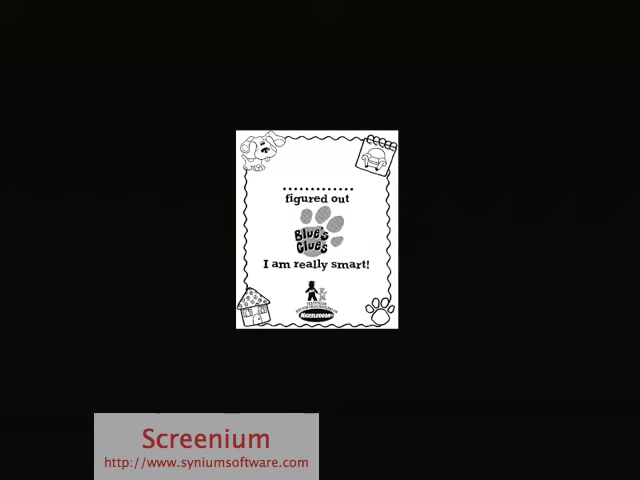 .............
figured out
Blue's
Clues
I am really smart!
NICKELODEON
Screenium
http://www.syniumsoftware.com